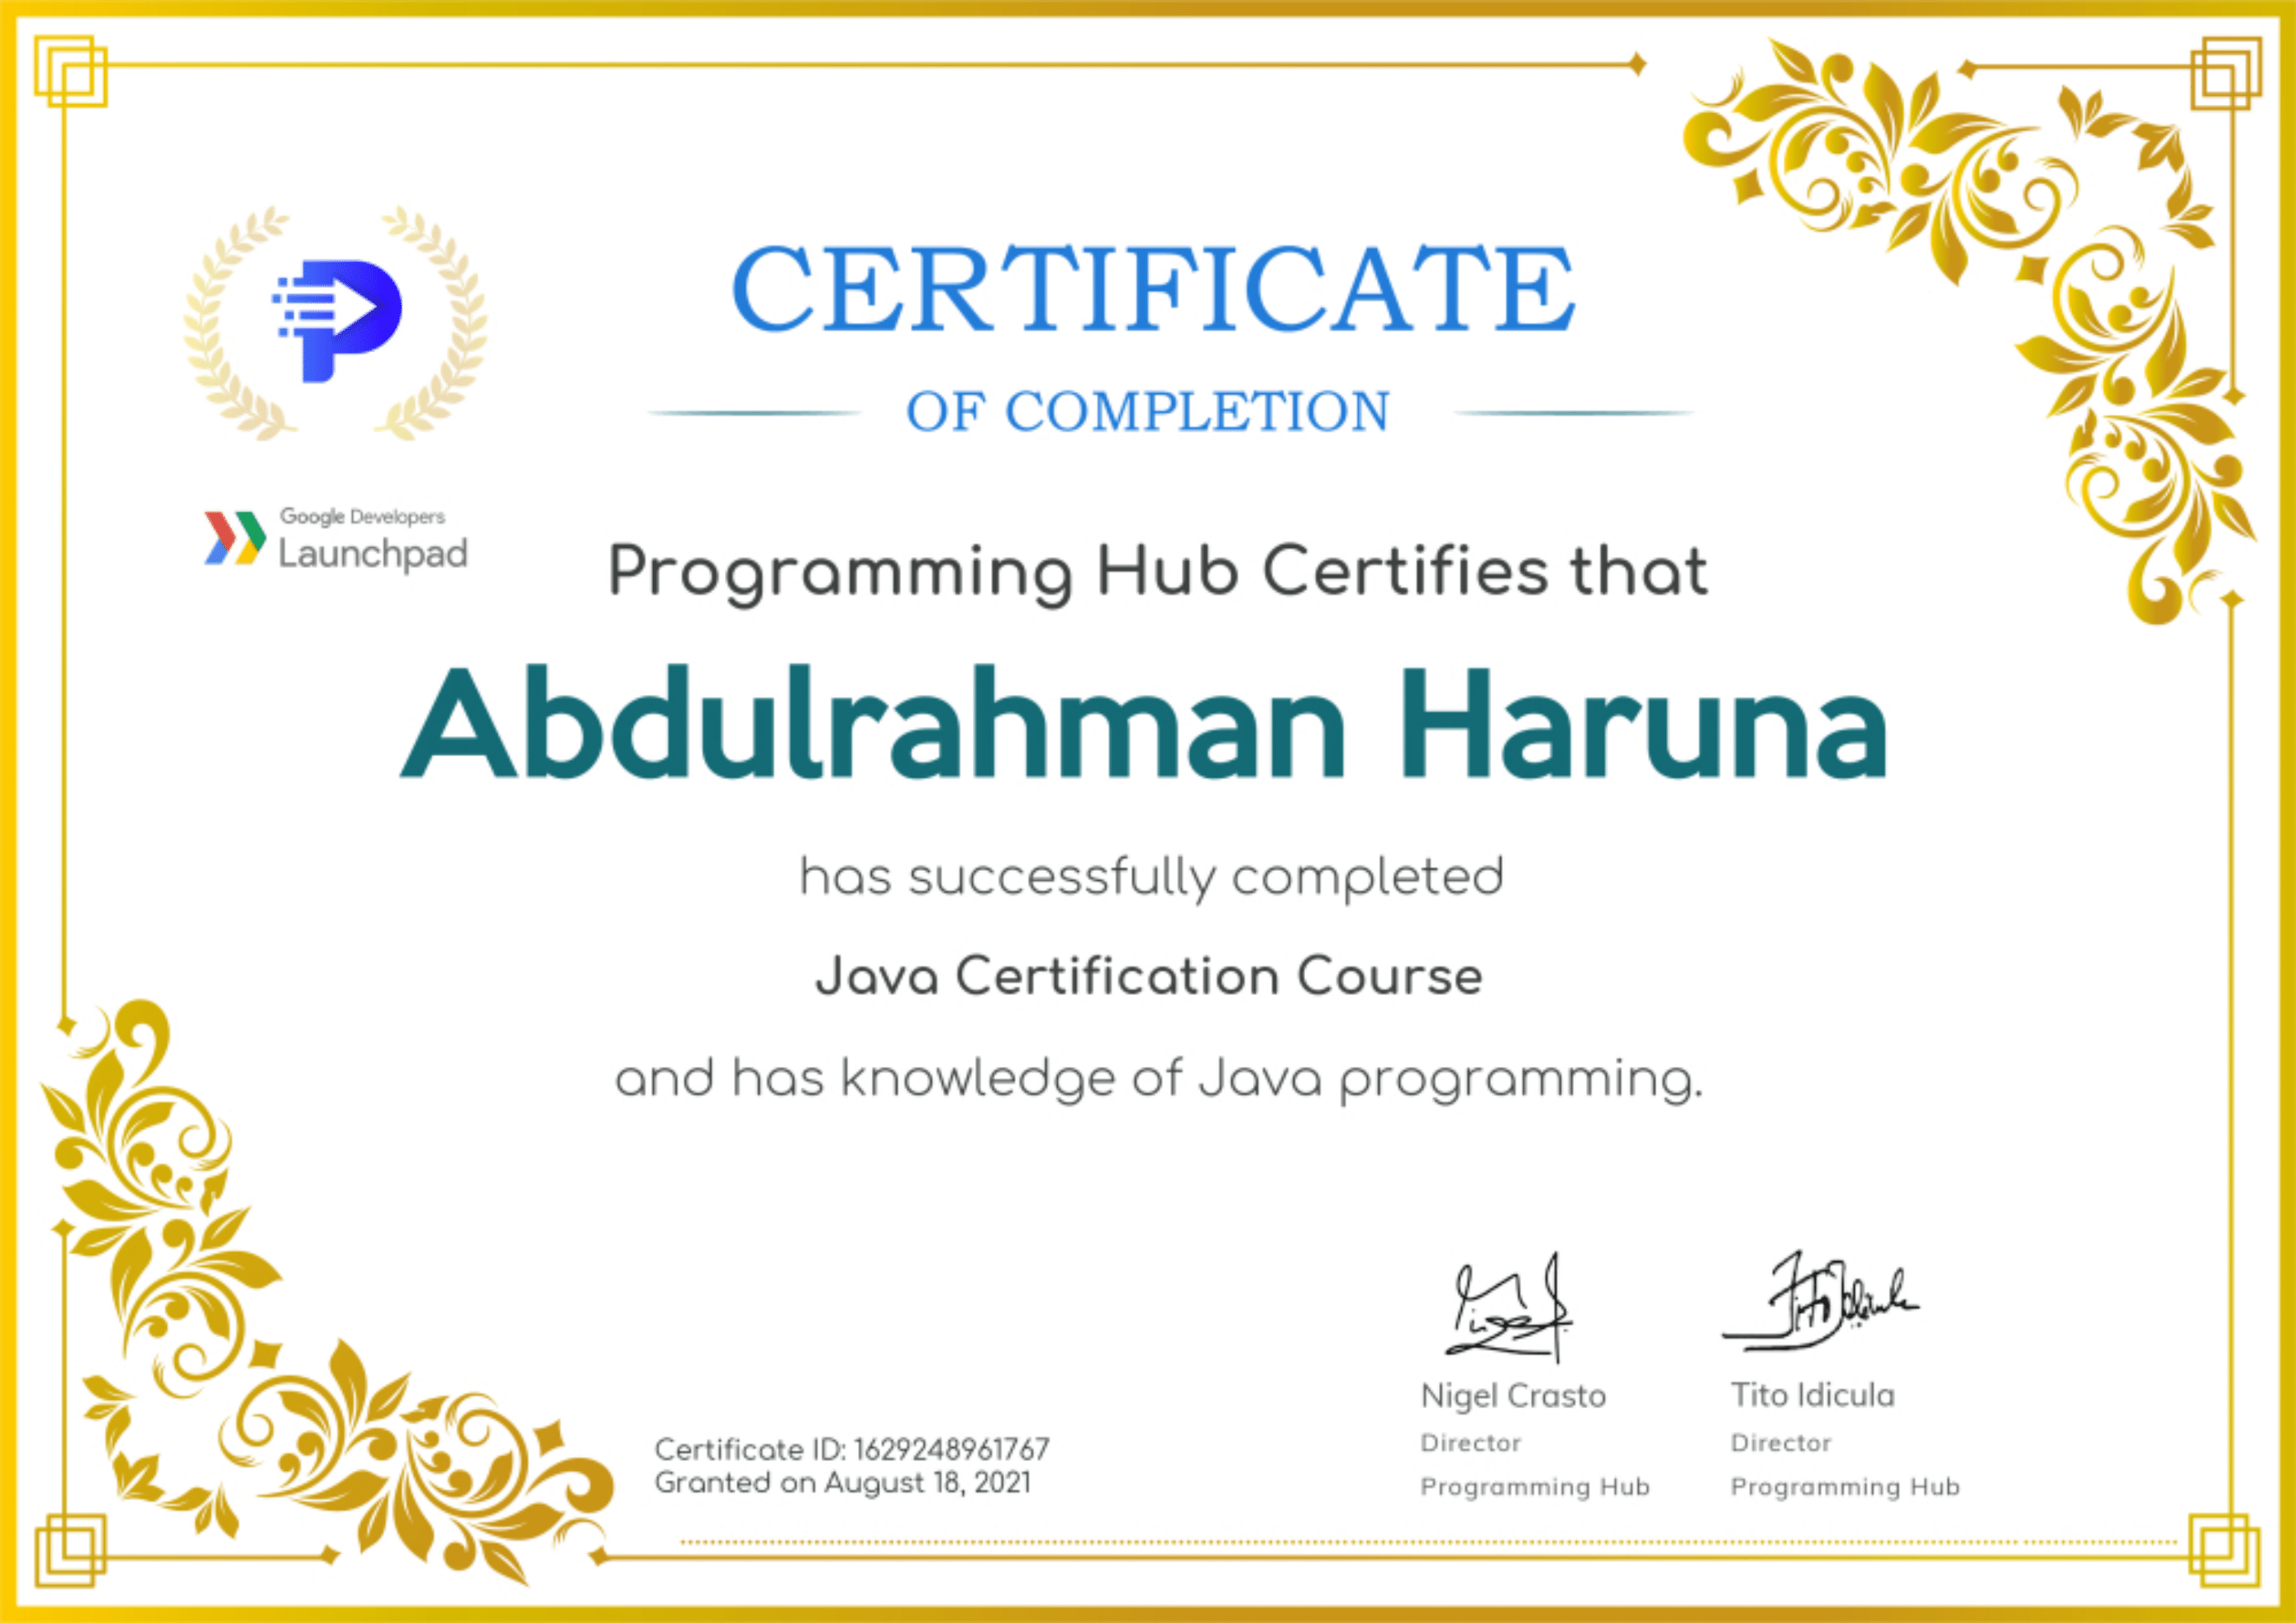 CERTIFICATE
OF COMPLETION
Google Developers
Launchpad
Programming Hub Certifies that
Abdulrahman Haruna
has successfully completed
Java Certification Course
and has knowledge of Java programming.
Nigel Crasto
Director
Programming Hub
Tito Idicula
Director
Programming Hub
Certificate ID: 1629248961767
Granted on August 18, 2021